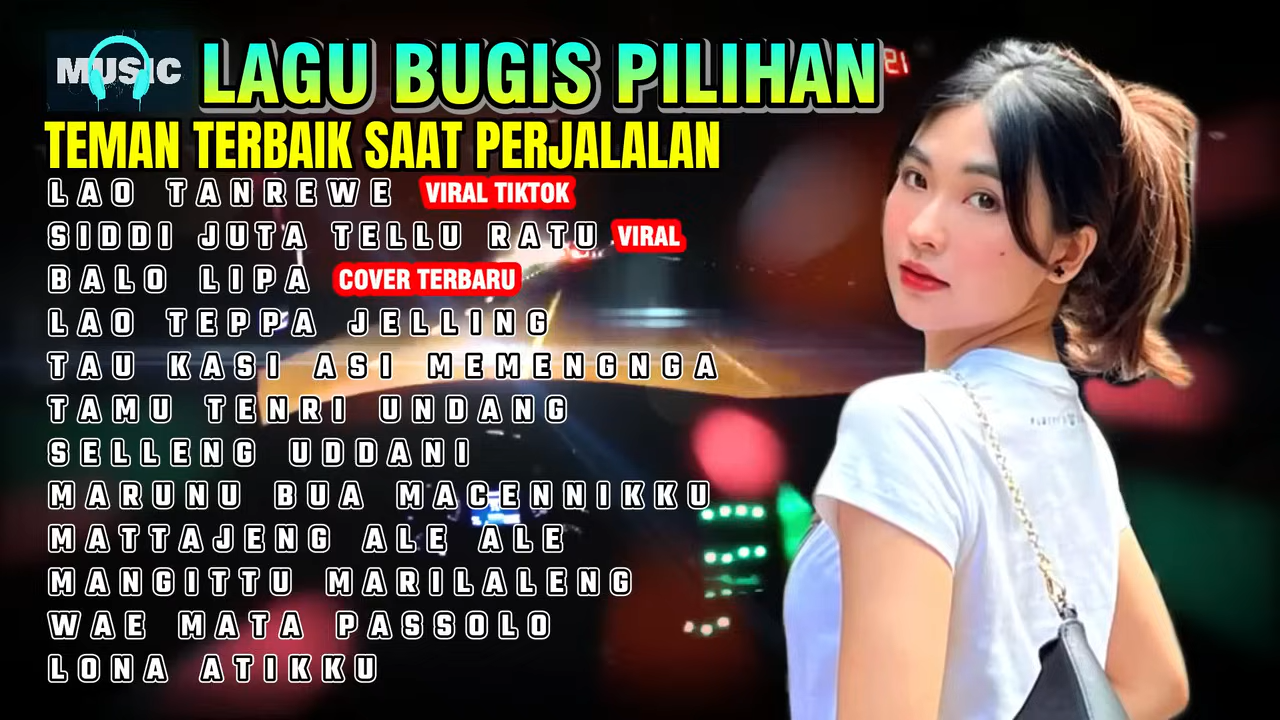 MUSIC
LAGU BUGIS PILIHAN
21
TEMAN TERBAIK SAAT PERJALALAN
LAO TANREWE VIRAL TIKTOK
SIDDI JUTA TELLU RATU VIRAL
BALO LIPA COVER TERBARU
LAO TEPPA JELLING
TAU KASI ASI MEMENGNGA
TAMU TENRI UNDANG
SELLENG UDDANI
MARUNU BUA MACENNIKKU
MATTAJENG ALE ALE
MANGITTU MARILALENG
WAE MATA PASSOLO
LONA ATIKKU